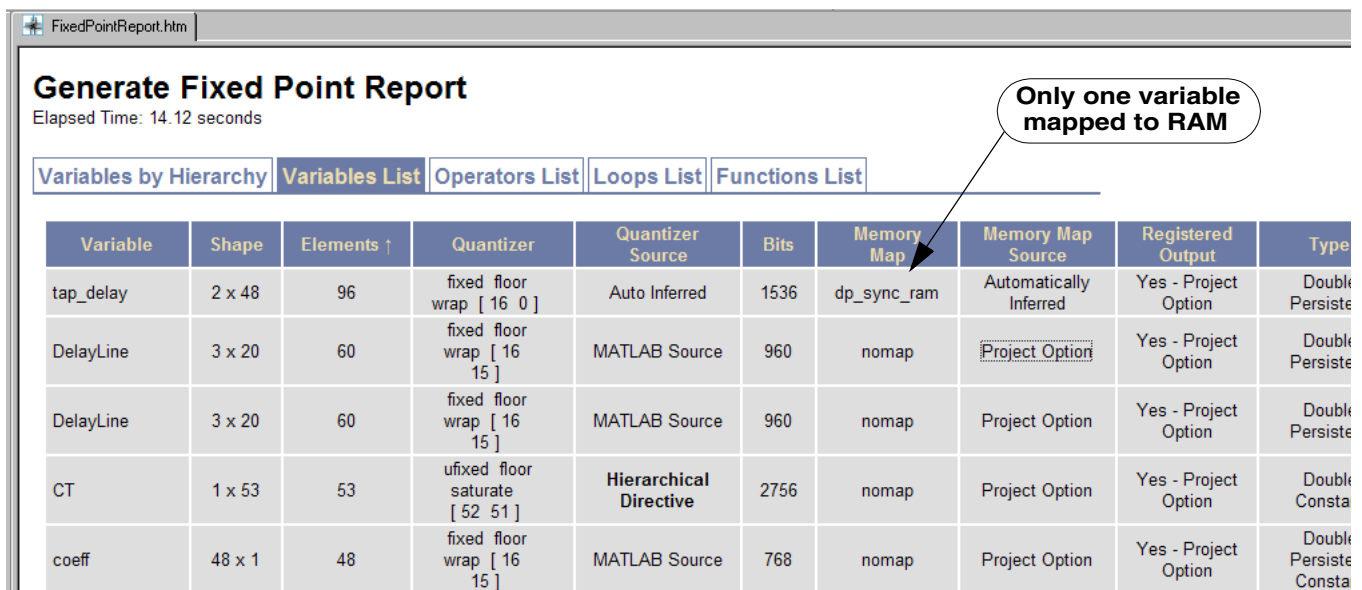 FixedPointReport.htm
Generate Fixed Point Report
Elapsed Time: 14.12 seconds
Only one variable
mapped to RAM
Variables by Hierarchy Variables List Operators List Loops List Functions List
Variable Shape Elements ↑ Quantizer Quantizer Source Bits Memory Map Memory Map Source Registered Output Type
tap_delay 2 x 48 96 fixed floor wrap [ 16 0 ] Auto Inferred 1536 dp_sync_ram Automatically Inferred Yes - Project Option Double Persiste
DelayLine 3 x 20 60 fixed floor wrap [ 16 15 ] MATLAB Source 960 nomap Project Option Yes - Project Option Double Persiste
DelayLine 3 x 20 60 fixed floor wrap [ 16 15 ] MATLAB Source 960 nomap Project Option Yes - Project Option Double Persiste
CT 1 x 53 53 ufixed floor saturate [ 52 51 ] Hierarchical Directive 2756 nomap Project Option Yes - Project Option Double Consta
coeff 48 x 1 48 fixed floor wrap [ 16 15 ] MATLAB Source 768 nomap Project Option Yes - Project Option Double Persiste Consta